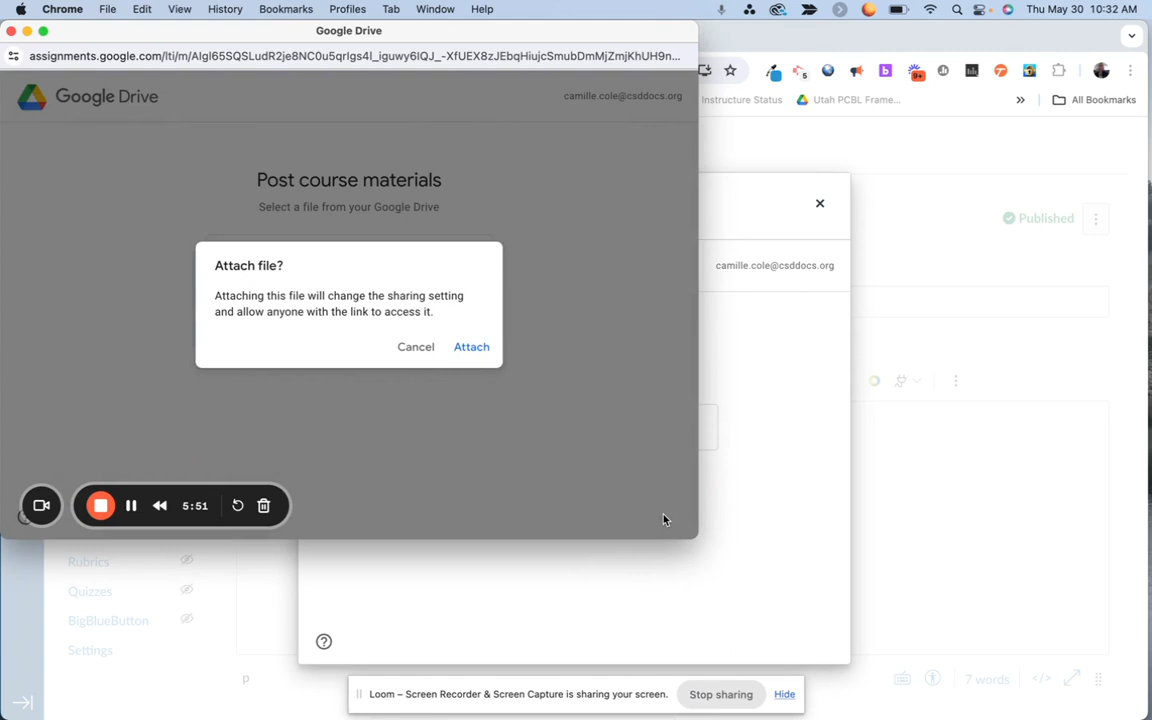 Chrome File Edit View History Bookmarks Profiles Tab Window Help
9+
5
Thu May 30 10:32 AM
Google Drive
Instructure Status
Utah PCBL Frame...
All Bookmarks
Google Drive
camille.cole@csddocs.org
Post course materials
Select a file from your Google Drive
Published
camille.cole@csddocs.org
Attach file?
Attaching this file will change the sharing setting
and allow anyone with the link to access it.
Cancel Attach
5:51
Rubrics
Quizzes
BigBlueButton
Settings
p
7 words
</>
Loom – Screen Recorder & Screen Capture is sharing your screen.
Stop sharing
Hide